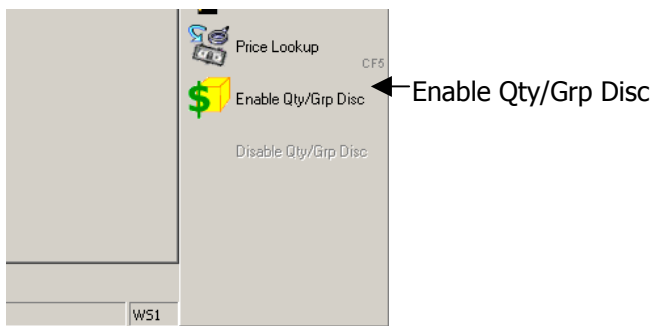 Price Lookup
CF5
Enable Qty/Grp Disc
Enable Qty/Grp Disc
Disable Qty/Grp Disc
WS1